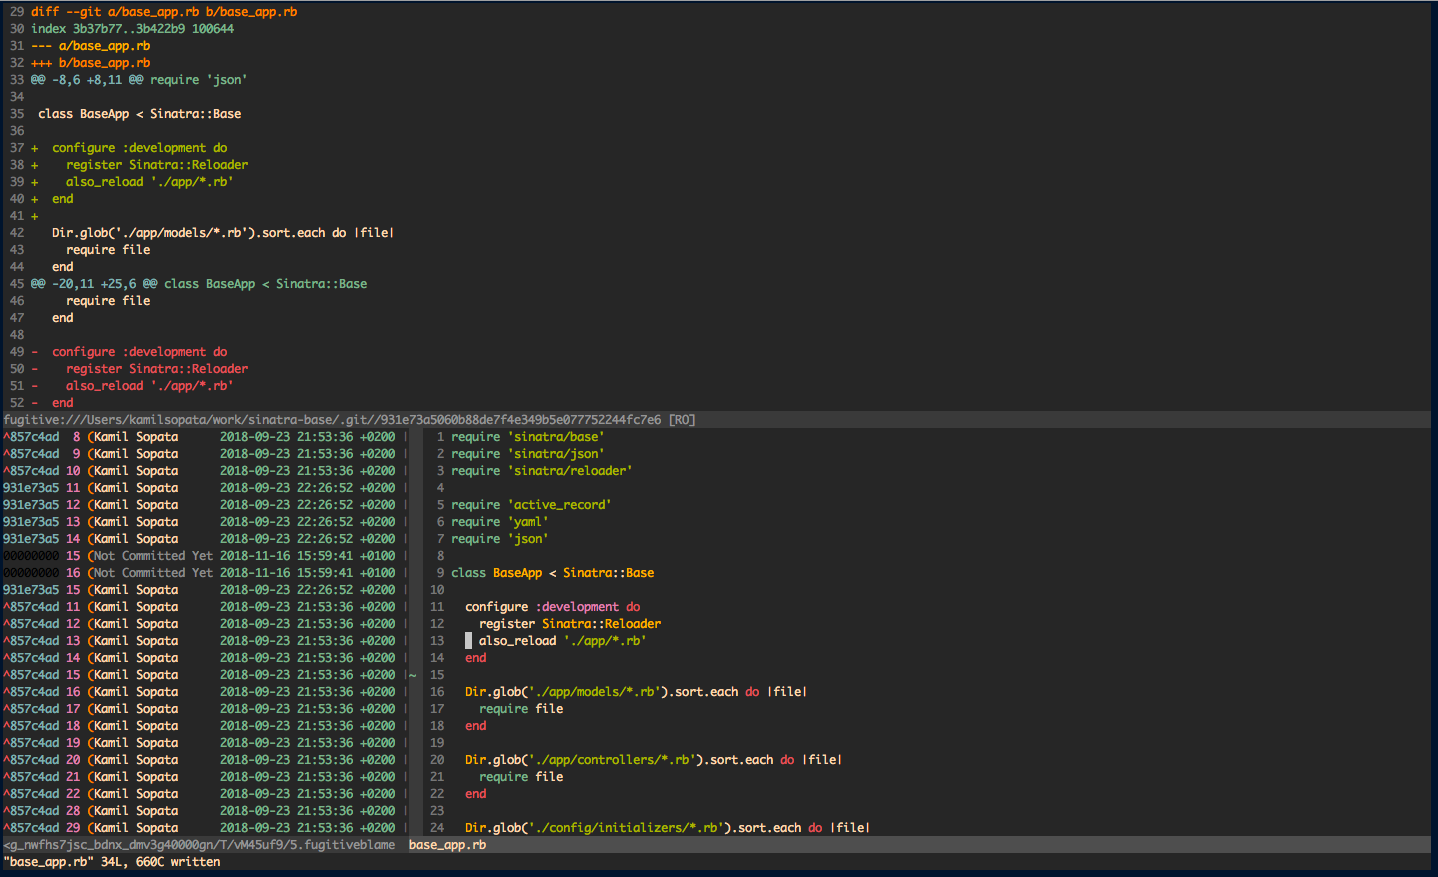 29 diff --git a/base_app.rb b/base_app.rb
30 index 3b37b77..3b422b9 100644
31 --- a/base_app.rb
32 +++ b/base_app.rb
33 @@ -8,6 +8,11 @@ require 'json'
34
35  class BaseApp < Sinatra::Base
36
37 +  configure :development do
38 +    register Sinatra::Reloader
39 +    also_reload './app/*.rb'
40 +  end
41 +
42    Dir.glob('./app/models/*.rb').sort.each do |file|
43      require file
44    end
45 @@ -20,11 +25,6 @@ class BaseApp < Sinatra::Base
46      require file
47    end
48
49 -  configure :development do
50 -    register Sinatra::Reloader
51 -    also_reload './app/*.rb'
52 -  end
fugitive:///Users/kamilsopata/work/sinatra-base/.git//931e73a5060b88de7f4e349b5e077752244fc7e6 [RO]
^857c4ad  8 (Kamil Sopata      2018-09-23 21:53:36 +0200 |   1 require 'sinatra/base'
^857c4ad  9 (Kamil Sopata      2018-09-23 21:53:36 +0200 |   2 require 'sinatra/json'
^857c4ad 10 (Kamil Sopata      2018-09-23 21:53:36 +0200 |   3 require 'sinatra/reloader'
931e73a5 11 (Kamil Sopata      2018-09-23 22:26:52 +0200 |   4
931e73a5 12 (Kamil Sopata      2018-09-23 22:26:52 +0200 |   5 require 'active_record'
931e73a5 13 (Kamil Sopata      2018-09-23 22:26:52 +0200 |   6 require 'yaml'
931e73a5 14 (Kamil Sopata      2018-09-23 22:26:52 +0200 |   7 require 'json'
00000000 15 (Not Committed Yet 2018-11-16 15:59:41 +0100 |   8
00000000 16 (Not Committed Yet 2018-11-16 15:59:41 +0100 |   9 class BaseApp < Sinatra::Base
931e73a5 15 (Kamil Sopata      2018-09-23 22:26:52 +0200 |  10
^857c4ad 11 (Kamil Sopata      2018-09-23 21:53:36 +0200 |  11   configure :development do
^857c4ad 12 (Kamil Sopata      2018-09-23 21:53:36 +0200 |  12     register Sinatra::Reloader
^857c4ad 13 (Kamil Sopata      2018-09-23 21:53:36 +0200 |  13     also_reload './app/*.rb'
^857c4ad 14 (Kamil Sopata      2018-09-23 21:53:36 +0200 |  14   end
^857c4ad 15 (Kamil Sopata      2018-09-23 21:53:36 +0200 |~ 15
^857c4ad 16 (Kamil Sopata      2018-09-23 21:53:36 +0200 |  16   Dir.glob('./app/models/*.rb').sort.each do |file|
^857c4ad 17 (Kamil Sopata      2018-09-23 21:53:36 +0200 |  17     require file
^857c4ad 18 (Kamil Sopata      2018-09-23 21:53:36 +0200 |  18   end
^857c4ad 19 (Kamil Sopata      2018-09-23 21:53:36 +0200 |  19
^857c4ad 20 (Kamil Sopata      2018-09-23 21:53:36 +0200 |  20   Dir.glob('./app/controllers/*.rb').sort.each do |file|
^857c4ad 21 (Kamil Sopata      2018-09-23 21:53:36 +0200 |  21     require file
^857c4ad 22 (Kamil Sopata      2018-09-23 21:53:36 +0200 |  22   end
^857c4ad 28 (Kamil Sopata      2018-09-23 21:53:36 +0200 |  23
^857c4ad 29 (Kamil Sopata      2018-09-23 21:53:36 +0200 |  24   Dir.glob('./config/initializers/*.rb').sort.each do |file|
<g_nwfhs7jsc_bdnx_dmv3g40000gn/T/vM45uf9/5.fugitiveblame  base_app.rb
"base_app.rb" 34L, 660C written